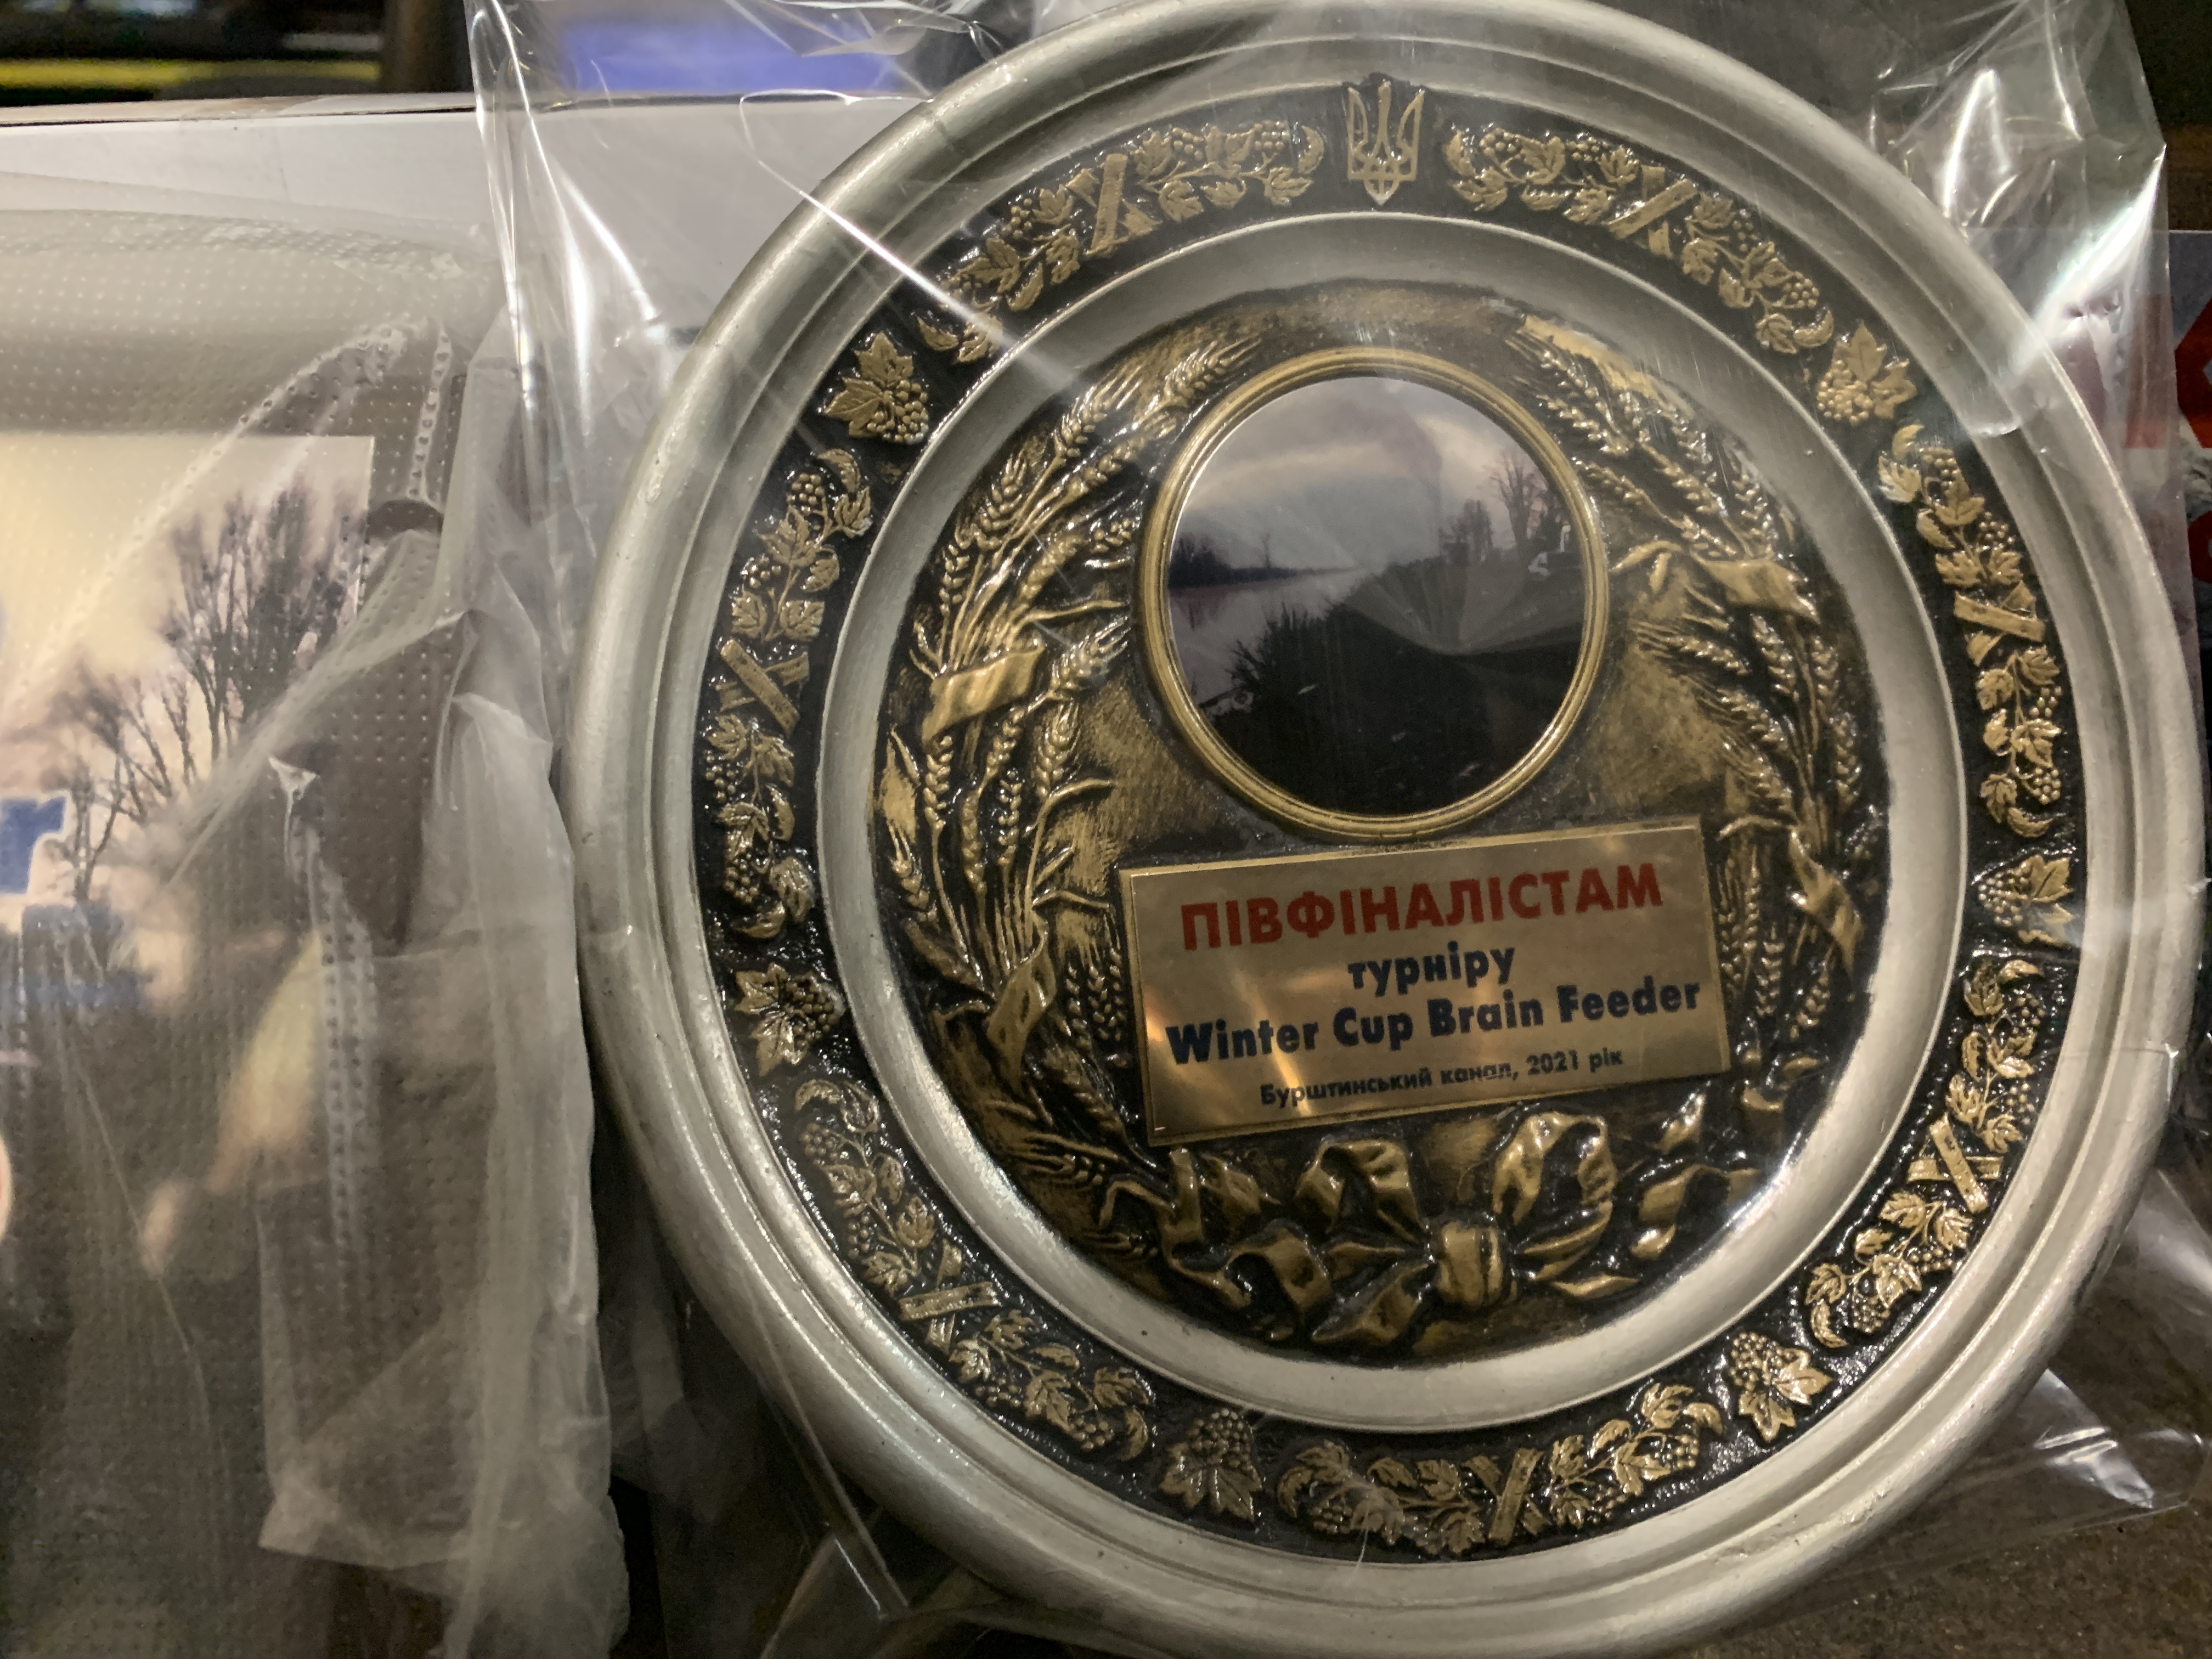 ПІВФІНАЛІСТАМ
турніру
Winter Cup Brain Feeder
Бурштинський канал, 2021 рік